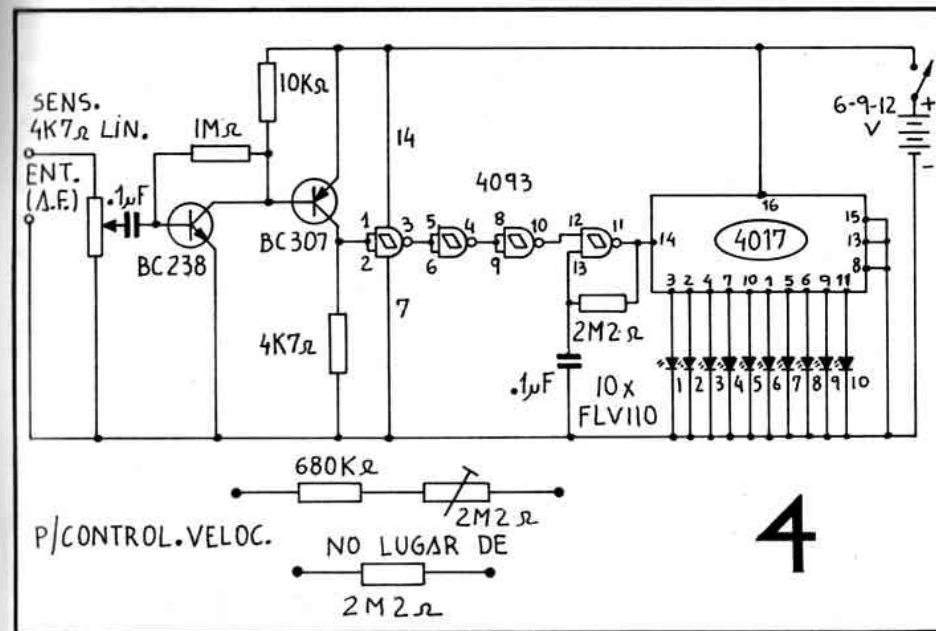 SENS.
4K7Ω LIN.
ENT.
(A.F.)
.1µF
1MΩ
10KΩ
BC238
BC307
4K7Ω
14
7
4093
1
2
3
5
6
4
8
9
10
12
13
11
2M2Ω
.1µF
10x
FLV110
14
4017
16
15
13
8
3 2 4 7 10 1 5 6 9 11
1 2 3 4 5 6 7 8 9 10
6-9-12
V
+
-
680KΩ
2M2Ω
P/CONTROL.VELOC.
NO LUGAR DE
2M2Ω
4